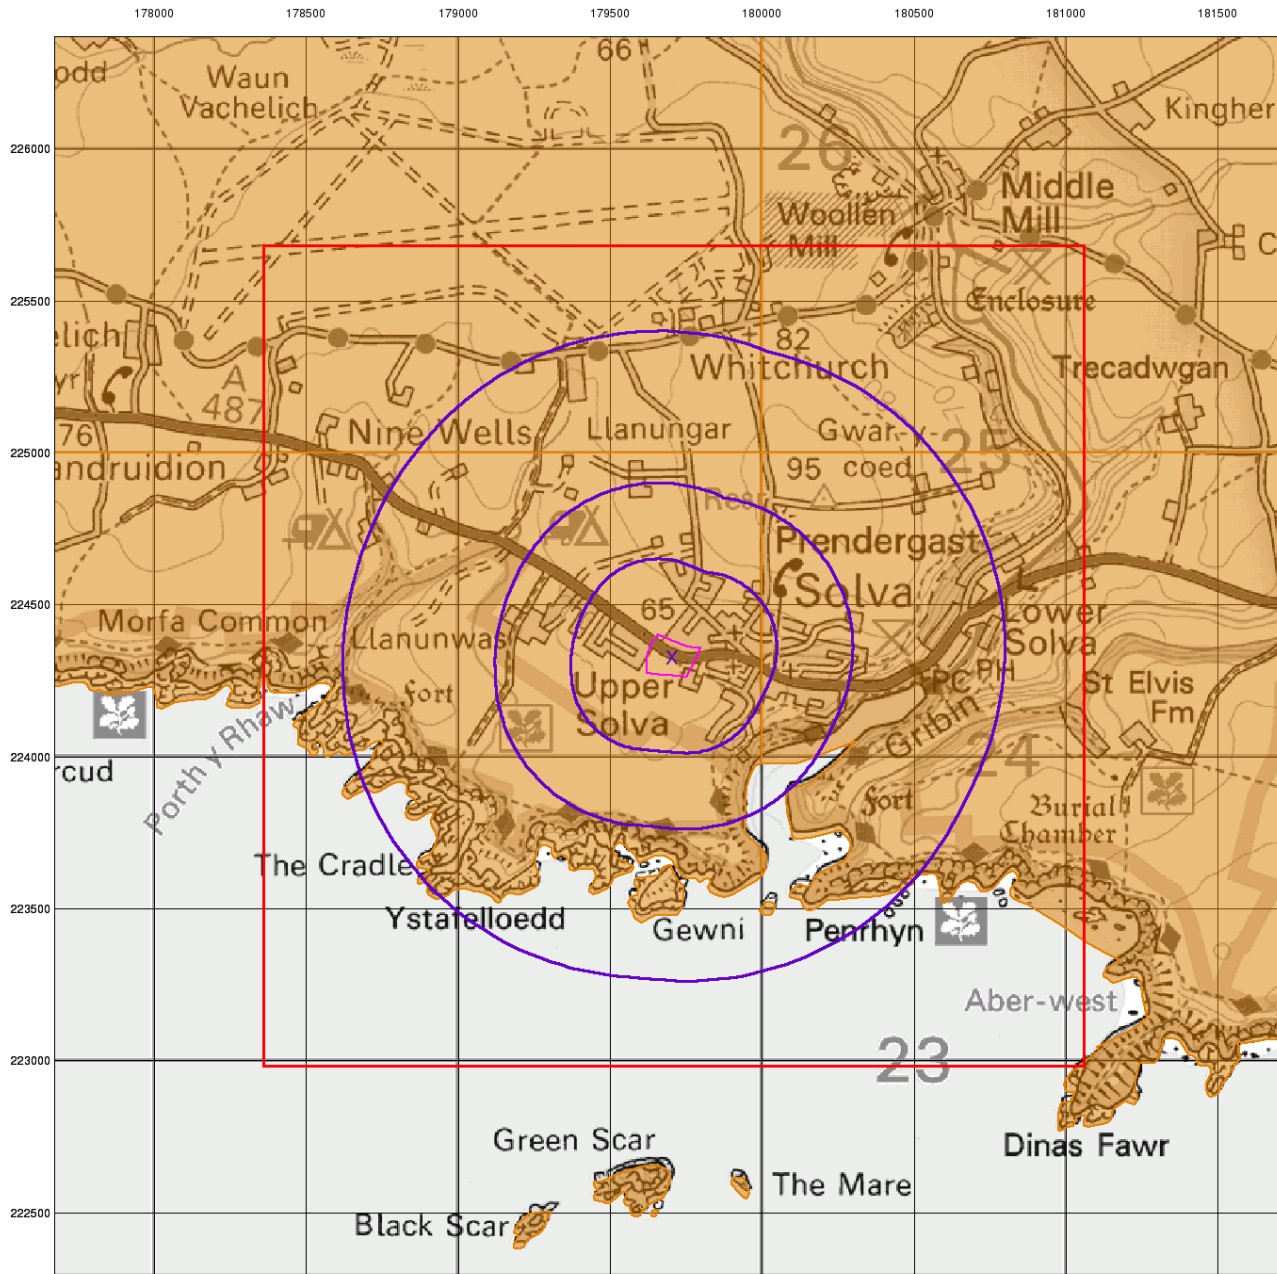 178000 178500 179000 179500 180000 180500 181000 181500
66
odd
Waun
Vachelich
Kingher
226000
26
Middle
Mill
Woollen
Mill
C
225500
Enclosure
elich
82
Whitchurch
Trecadwgan
yr
A
487
76
Nine Wells
Llanungar
Gwar-y-
coed
25
225000
andruidion
95
Resr
Prendergast
Solva
224500
65
Morfa Common
Llanunwas
Lower
Solva
X
PC
PH
Upper
Solva
St Elvis
Fm
Fort
Porth y Rhaw
Gribin
224000
24
rcud
Fort
Burial
Chamber
The Cradle
223500
Ystafelloedd
Gewni
Penrhyn
Aber-west
223000
23
Green Scar
Dinas Fawr
The Mare
222500
Black Scar